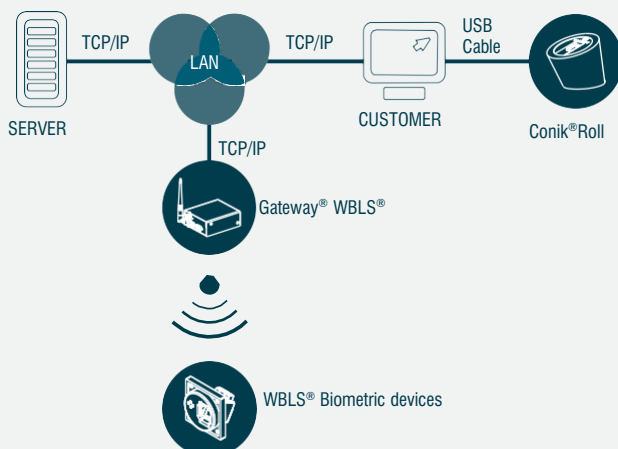 TCP/IP
LAN
TCP/IP
USB
Cable
SERVER
CUSTOMER
Conik®Roll
TCP/IP
Gateway® WBLS®
WBLS® Biometric devices